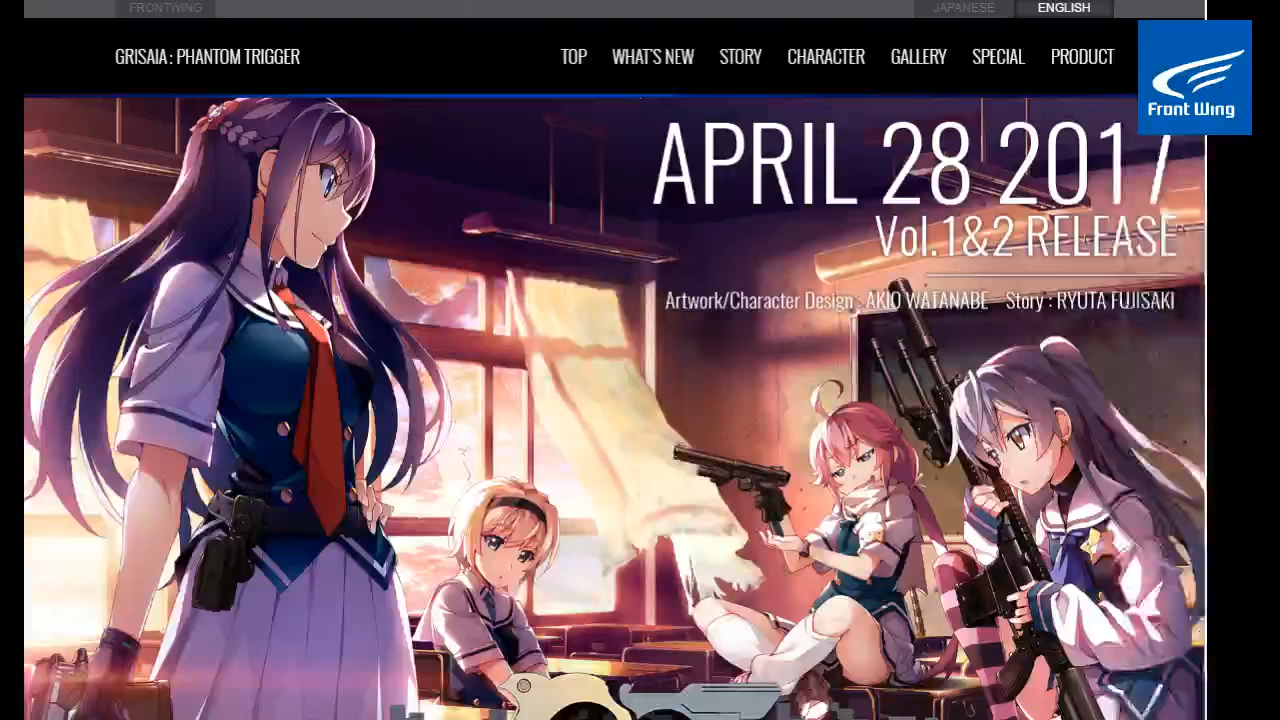 FRONTWING JAPANESE ENGLISH
GRISAIA : PHANTOM TRIGGER TOP WHAT'S NEW STORY CHARACTER GALLERY SPECIAL PRODUCT
Front Wing
APRIL 28 2017
Vol.1&2 RELEASE
Artwork/Character Design : AKIO WATANABE Story : RYUTA FUJISAKI